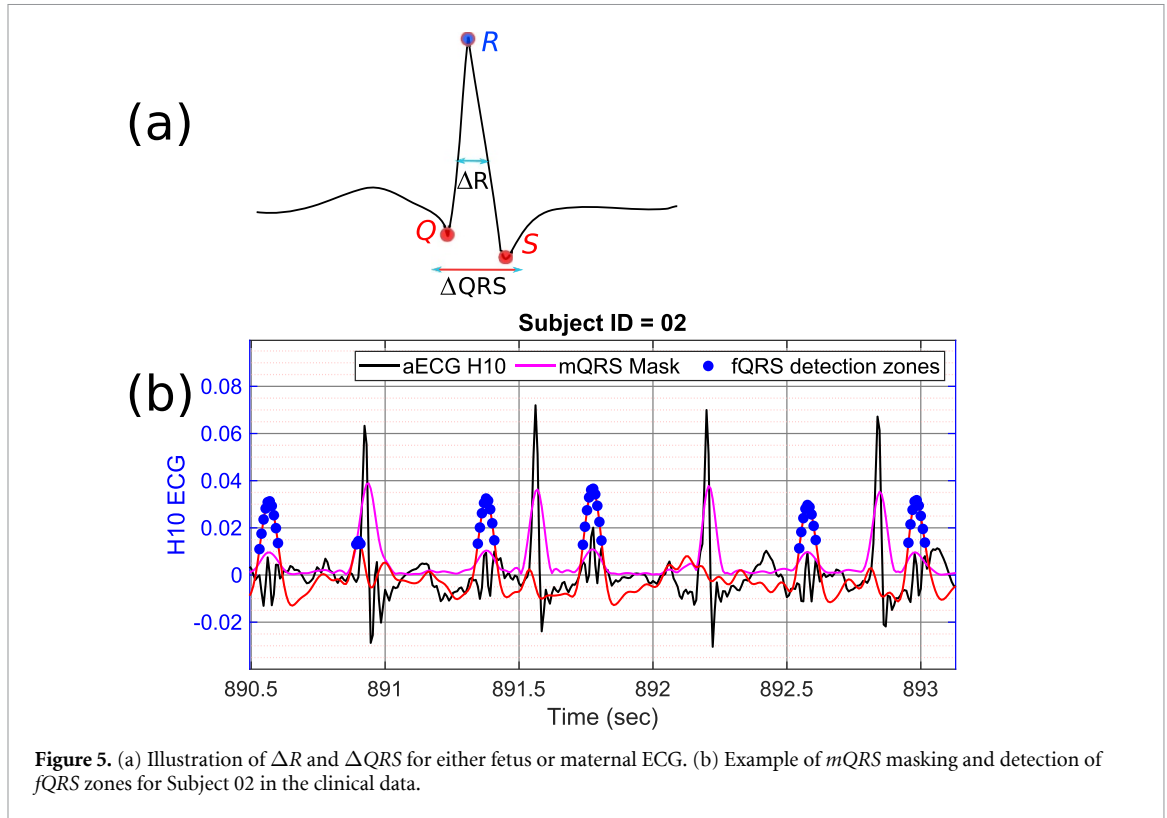 (a)
R
ΔR
Q
S
ΔQRS
Subject ID = 02
(b)
aECG H10 mQRS Mask fQRS detection zones
0.08
0.06
0.04
0.02
0
-0.02
H10 ECG
890.5 891 891.5 892 892.5 893
Time (sec)
Figure 5. (a) Illustration of ΔR and ΔQRS for either fetus or maternal ECG. (b) Example of mQRS masking and detection of
fQRS zones for Subject 02 in the clinical data.